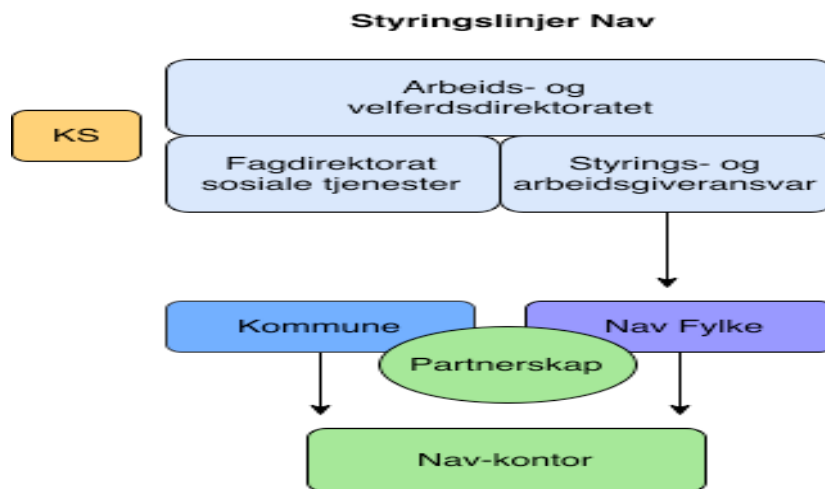 Styringslinjer Nav
Arbeids- og
velferdsdirektoratet
KS
Fagdirektorat
sosiale tjenester
Styrings- og
arbeidsgiveransvar
Kommune
Nav Fylke
Partnerskap
Nav-kontor